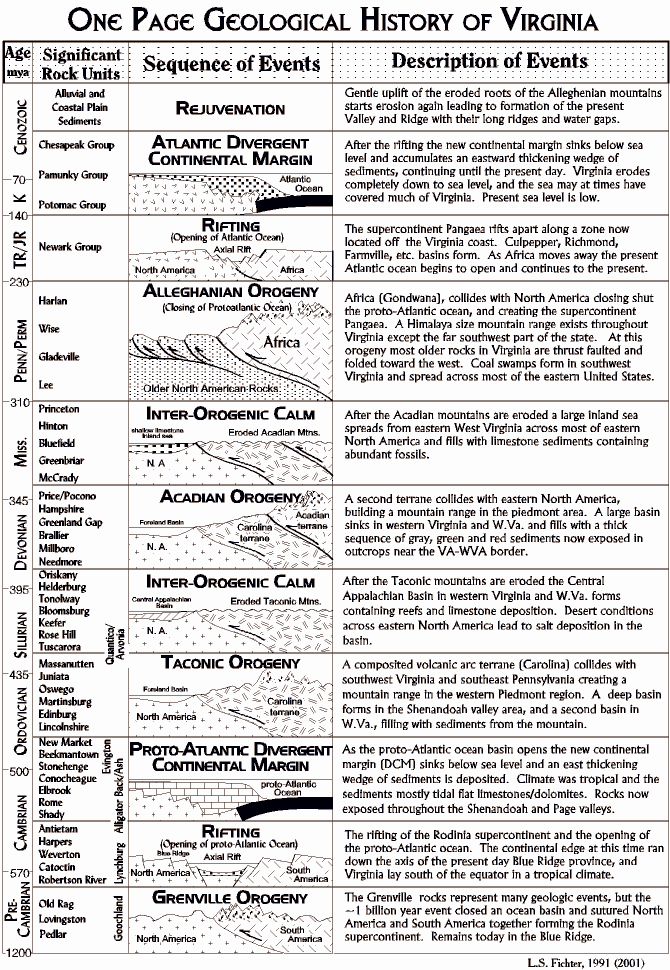 ONE PAGE GEOLOGICAL HISTORY OF VIRGINIA
Age
mya
Significant
Rock Units
Sequence of Events
Description of Events
CENOZOIC
Alluvial and
Coastal Plain
Sediments
REJUVENATION
Gentle uplift of the eroded roots of the Alleghenian mountains
starts erosion again leading to formation of the present
Valley and Ridge with their long ridges and water gaps.
Chesapeak Group
Pamunky Group
Potomac Group
70
K
140
ATLANTIC DIVERGENT
CONTINENTAL MARGIN
Atlantic
Ocean
After the rifting the new continental margin sinks below sea
level and accumulates an eastward thickening wedge of
sediments, continuing until the present day. Virginia erodes
completely down to sea level, and the sea may at times have
covered much of Virginia. Present sea level is low.
TR/JR
Newark Group
230
RIFTING
(Opening of Atlantic Ocean)
Axial Rift
North America
Africa
The supercontinent Pangaea rifts apart along a zone now
located off the Virginia coast. Culpepper, Richmond,
Farmville, etc. basins form. As Africa moves away the present
Atlantic ocean begins to open and continues to the present.
PENN/PERM
Harlan
Wise
Gladeville
Lee
310
ALLEGHANIAN OROGENY
(Closing of Protoatlantic Ocean)
Africa
Older North American Rocks
Africa (Gondwana), collides with North America closing shut
the proto-Atlantic ocean, and creating the supercontinent
Pangaea. A Himalaya size mountain range exists throughout
Virginia except the far southwest part of the state. At this
orogeny most older rocks in Virginia are thrust faulted and
folded toward the west. Coal swamps form in southwest
Virginia and spread across most of the eastern United States.
MISS.
Princeton
Hinton
Bluefield
Greenbriar
McCrady
345
INTER-OROGENIC CALM
shallow limestone
inland sea
Eroded Acadian Mtns.
N. A
After the Acadian mountains are eroded a large inland sea
spreads from eastern West Virginia across most of eastern
North America and fills with limestone sediments containing
abundant fossils.
DEVONIAN
Price/Pocono
Hampshire
Greenland Gap
Brallier
Millboro
Needmore
395
ACADIAN OROGENY
Foreland Basin
N. A.
Carolina
terrane
Acadian
terrane
A second terrane collides with eastern North America,
building a mountain range in the piedmont area. A large basin
sinks in western Virginia and W.Va. and fills with a thick
sequence of gray, green and red sediments now exposed in
outcrops near the VA-WVA border.
SILURIAN
Oriskany
Helderburg
Tonolway
Bloomsburg
Keefer
Rose Hill
Tuscarora
Quantico/
Arvonia
435
INTER-OROGENIC CALM
Central Appalachian
Basin
Eroded Taconic Mtns.
N. A.
After the Taconic mountains are eroded the Central
Appalachian Basin in western Virginia and W.Va. forms
containing reefs and limestone deposition. Desert conditions
across eastern North America lead to salt deposition in the
basin.
ORDOVICIAN
Massanutten
Juniata
Oswego
Martinsburg
Edinburg
Lincolnshire
TACONIC OROGENY
Foreland Basin
North America
Carolina
terrane
A composited volcanic arc terrane (Carolina) collides with
southwest Virginia and southeast Pennsylvania creating a
mountain range in the western Piedmont region. A deep basin
forms in the Shenandoah valley area, and a second basin in
W.Va., filling with sediments from the mountain.
New Market
Beekmantown
Stonehenge
Conocheague
Elbrook
Rome
Shady
Evington
Alligator Back/Ash
500
PROTO-ATLANTIC DIVERGENT
CONTINENTAL MARGIN
proto-Atlantic
Ocean
As the proto-Atlantic ocean basin opens the new continental
margin (DCM) sinks below sea level and an east thickening
wedge of sediments is deposited. Climate was tropical and the
sediments mostly tidal flat limestones/dolomites. Rocks now
exposed throughout the Shenandoah and Page valleys.
CAMBRIAN
Antietam
Harpers
Weverton
Catoctin
Robertson River
Lynchburg
570
RIFTING
(Opening of proto-Atlantic Ocean)
Blue Ridge
Axial Rift
North America
South
America
The rifting of the Rodinia supercontinent and the opening of
the proto-Atlantic ocean. The continental edge at this time ran
down the axis of the present day Blue Ridge province, and
Virginia lay south of the equator in a tropical climate.
PRE-
CAMBRIAN
Old Rag
Lovingston
Pedlar
Goochland
1200
GRENVILLE OROGENY
North America
South
America
The Grenville rocks represent many geologic events, but the
~1 billion year event closed an ocean basin and sutured North
America and South America together forming the Rodinia
supercontinent. Remains today in the Blue Ridge.
L.S. Fichter, 1991 (2001)